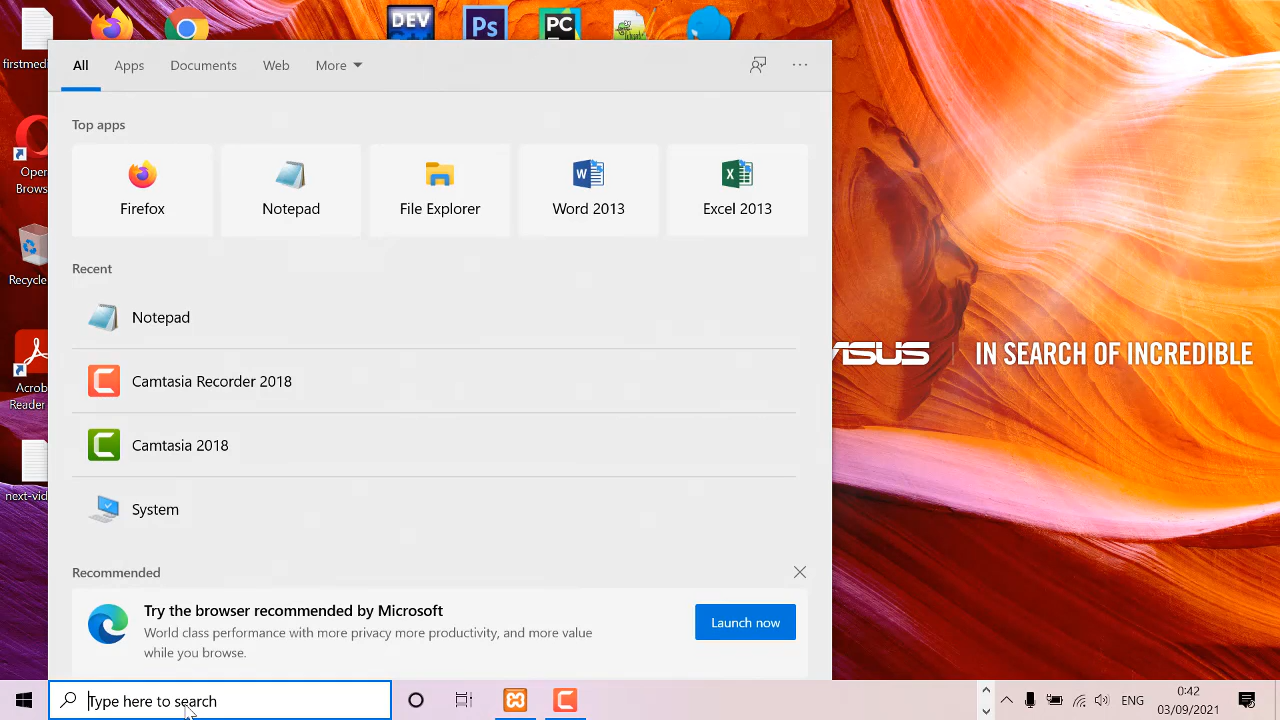 DEV
Ps
PC
firstmedi
All
Apps
Documents
Web
More
Top apps
Firefox
Notepad
File Explorer
Word 2013
Excel 2013
Oper
Brows
Recent
Recycle
Notepad
Camtasia Recorder 2018
ASUS | IN SEARCH OF INCREDIBLE
Acrob
Reader
Camtasia 2018
next-vid
System
Recommended
Try the browser recommended by Microsoft
World class performance with more privacy more productivity, and more value
while you browse.
Launch now
Type here to search
ENG
0:42
03/09/2021